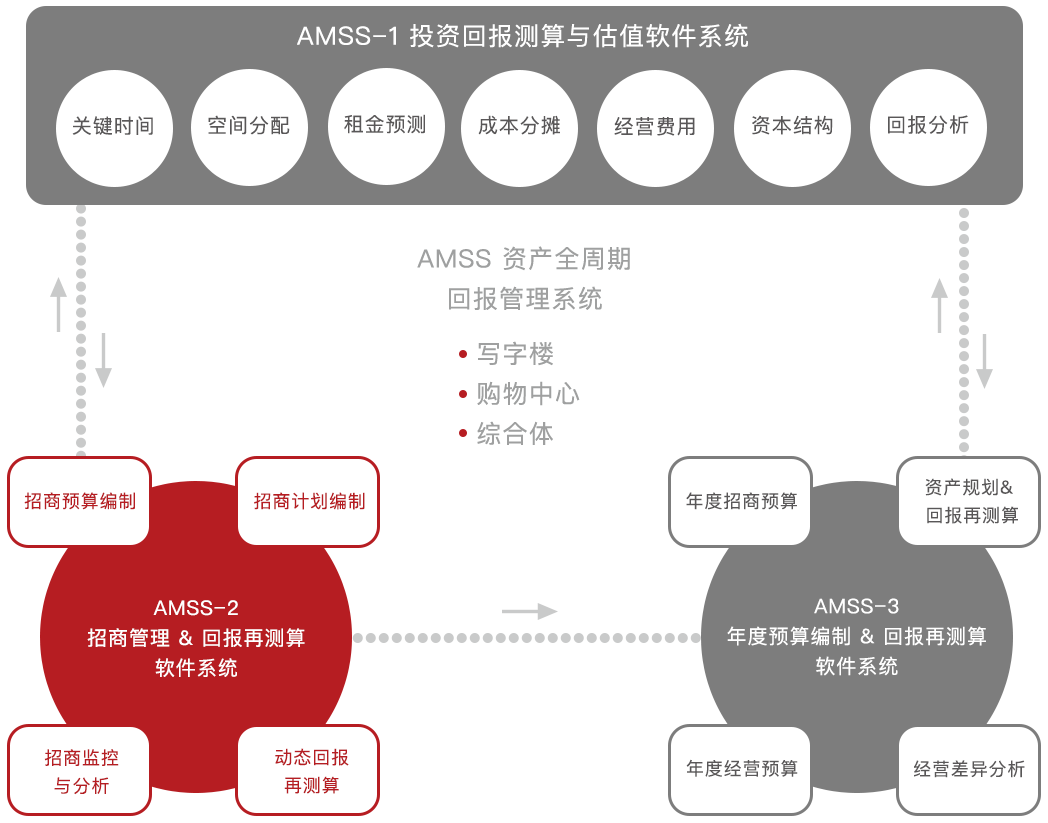 AMSS-1 投资回报测算与估值软件系统
关键时间
空间分配
租金预测
成本分摊
经营费用
资本结构
回报分析
AMSS 资产全周期
回报管理系统
写字楼
购物中心
综合体
招商预算编制
招商计划编制
AMSS-2
招商管理 & 回报再测算
软件系统
招商监控
与分析
动态回报
再测算
年度招商预算
资产规划&
回报再测算
AMSS-3
年度预算编制 & 回报再测算
软件系统
年度经营预算
经营差异分析